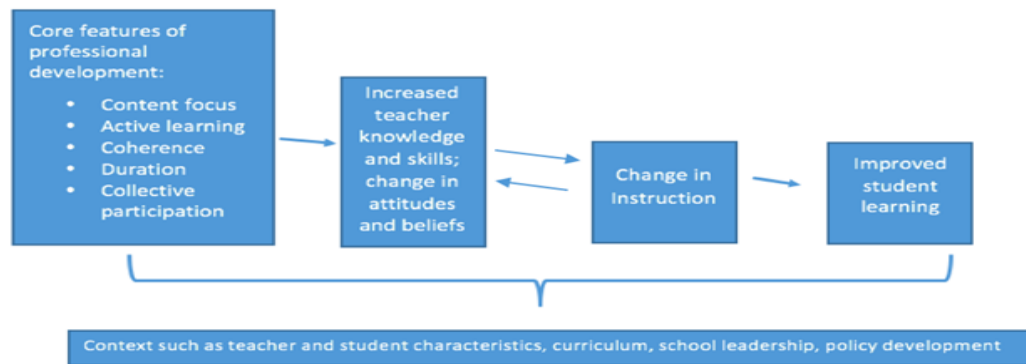 Core features of
professional
development:
• Content focus
• Active learning
• Coherence
• Duration
• Collective
participation
Increased
teacher
knowledge
and skills;
change in
attitudes
and beliefs
Change in
Instruction
Improved
student
learning
Context such as teacher and student characteristics, curriculum, school leadership, policy development